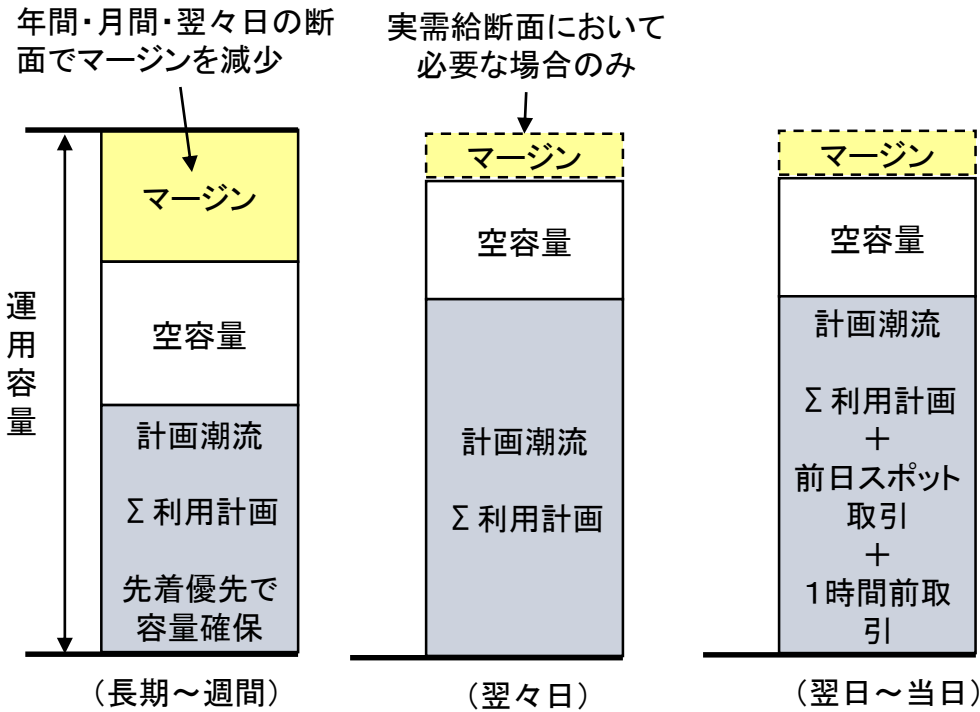 年間・月間・翌々日の断
面でマージンを減少
実需給断面において
必要な場合のみ
運用容量
マージン
空容量
計画潮流
Σ利用計画
先着優先で
容量確保
(長期~週間)
マージン
空容量
計画潮流
Σ利用計画
(翌々日)
マージン
空容量
計画潮流
Σ利用計画
+
前日スポット
取引
+
1時間前取
引
(翌日~当日)